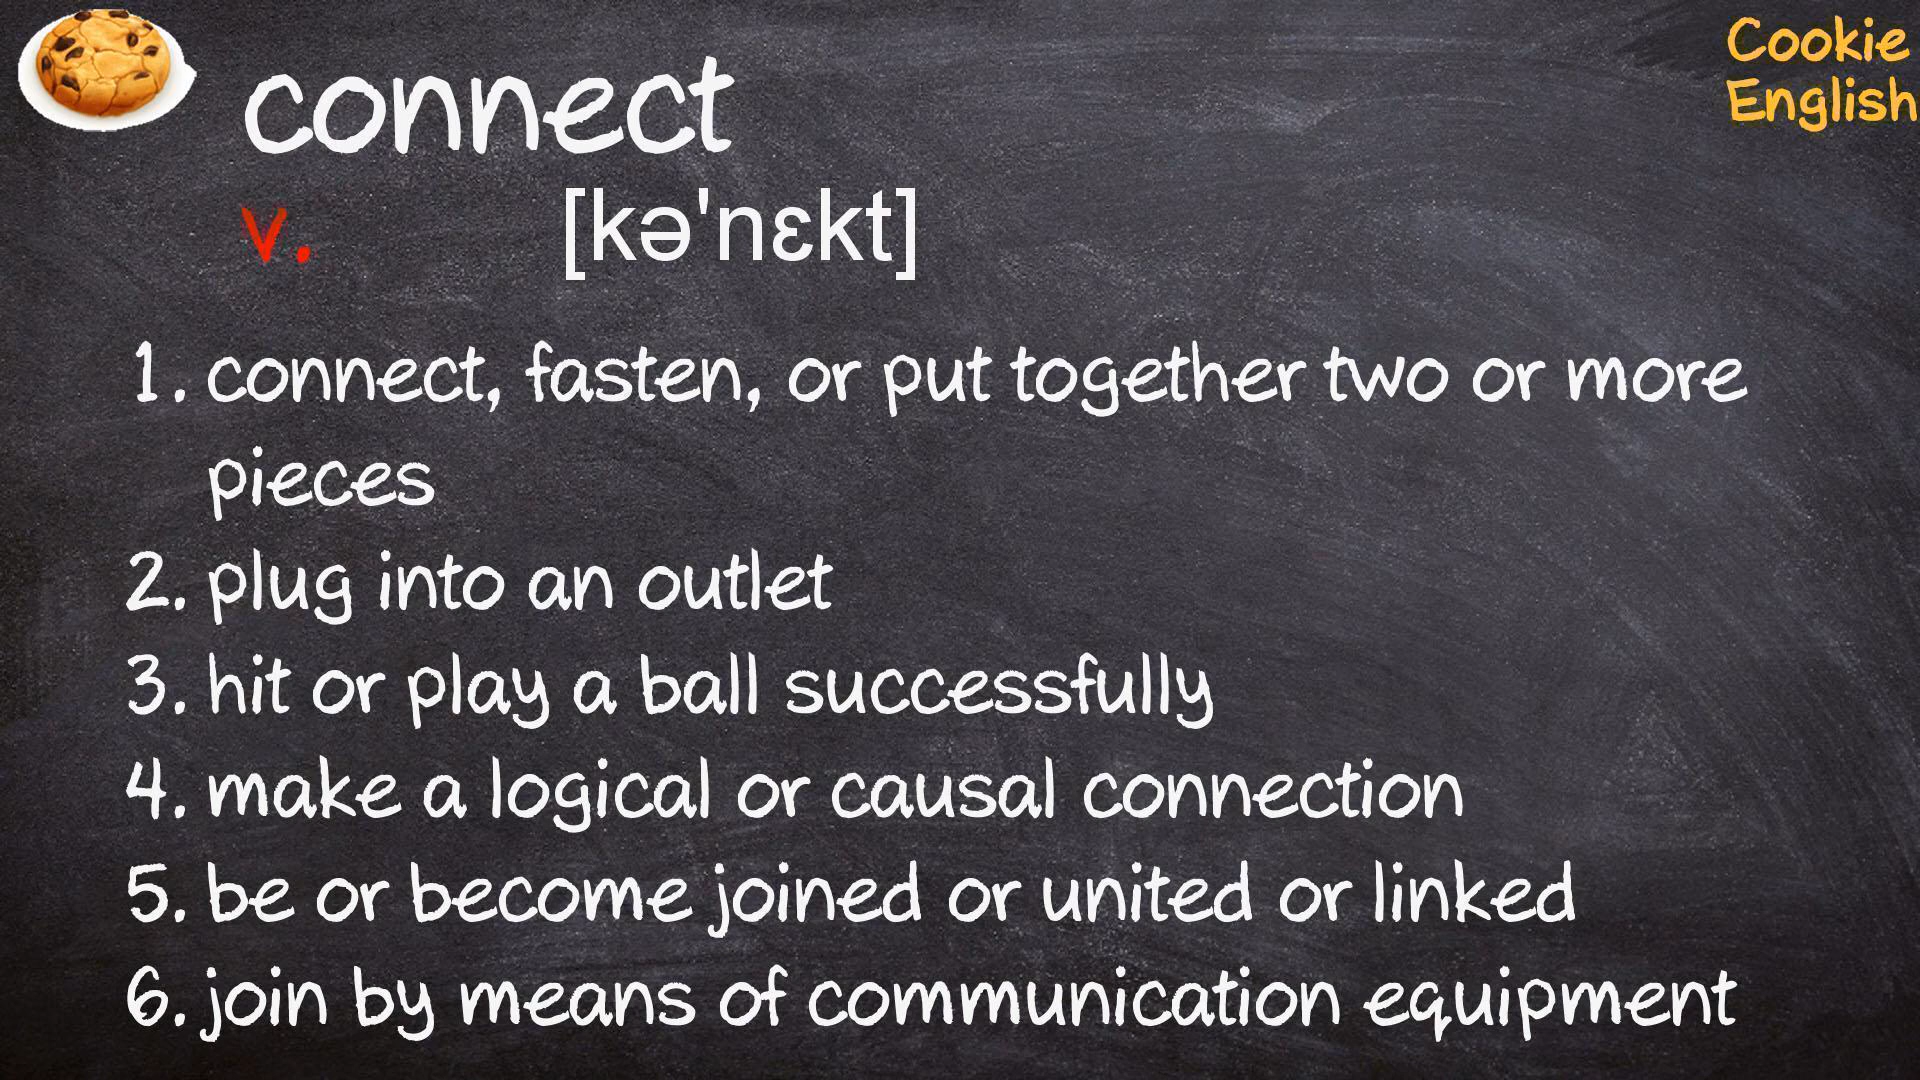 connect
Cookie
English
v. [kə'nɛkt]
1. connect, fasten, or put together two or more
pieces
2. plug into an outlet
3. hit or play a ball successfully
4. make a logical or causal connection
5. be or become joined or united or linked
6. join by means of communication equipment